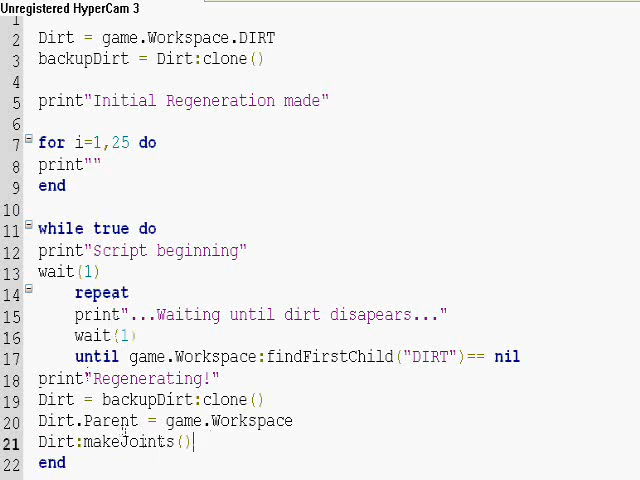 Unregistered HyperCam 3
1
2 Dirt = game.Workspace.DIRT
3 backupDirt = Dirt:clone()
4
5 print"Initial Regeneration made"
6
7 for i=1,25 do
8 print""
9 end
10
11 while true do
12 print"Script beginning"
13 wait(1)
14 repeat
15 print"...Waiting until dirt disapears..."
16 wait(1)
17 until game.Workspace:findFirstChild("DIRT")== nil
18 print"Regenerating!"
19 Dirt = backupDirt:clone()
20 Dirt.Parent = game.Workspace
21 Dirt:makeJoints()
22 end